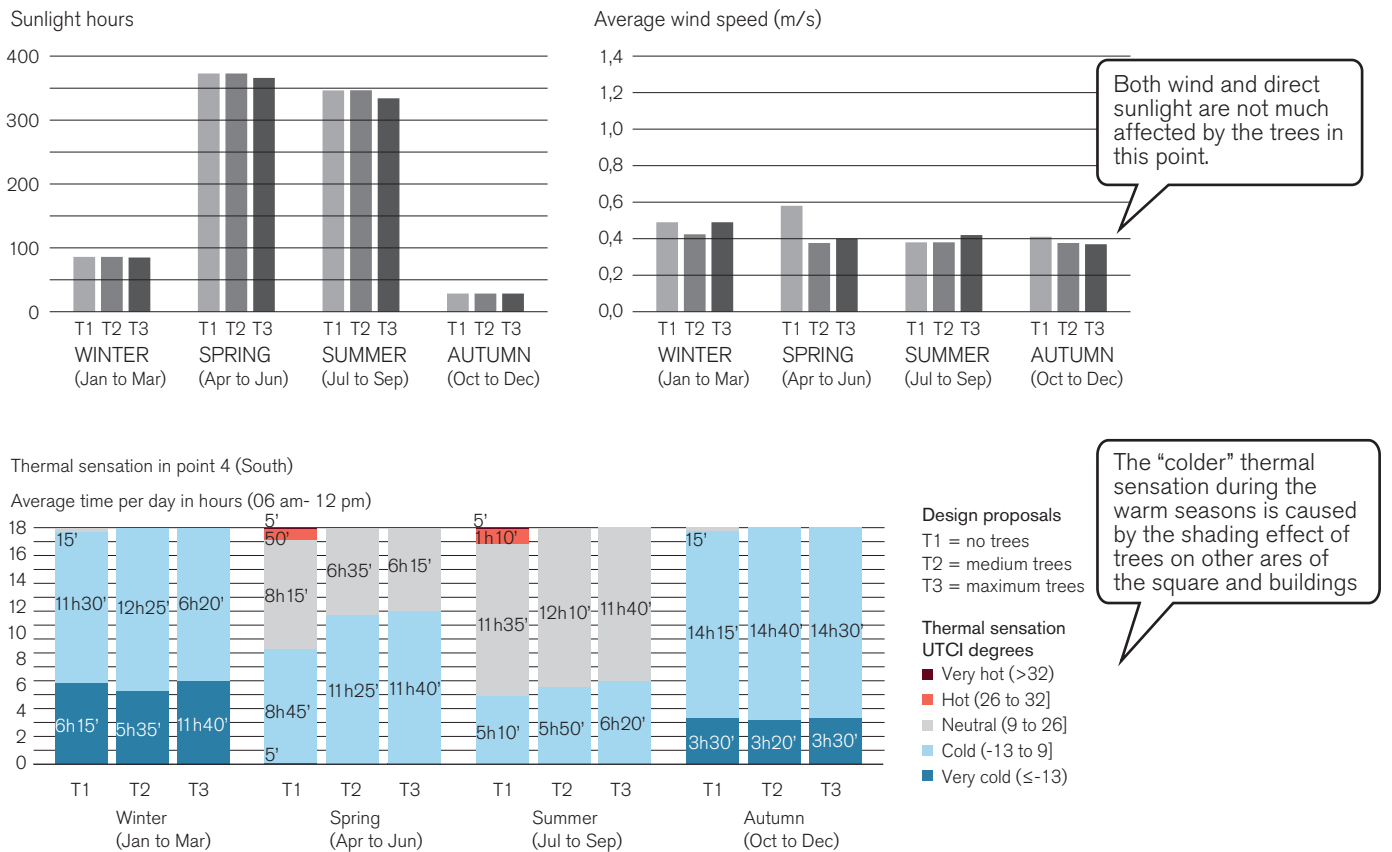 Sunlight hours
400
300
200
100
0
T1 T2 T3
WINTER
(Jan to Mar)
T1 T2 T3
SPRING
(Apr to Jun)
T1 T2 T3
SUMMER
(Jul to Sep)
T1 T2 T3
AUTUMN
(Oct to Dec)
Average wind speed (m/s)
1,4
1,2
1,0
0,8
0,6
0,4
0,2
0,0
T1 T2 T3
WINTER
(Jan to Mar)
T1 T2 T3
SPRING
(Apr to Jun)
T1 T2 T3
SUMMER
(Jul to Sep)
T1 T2 T3
AUTUMN
(Oct to Dec)
Both wind and direct
sunlight are not much
affected by the trees in
this point.
Thermal sensation in point 4 (South)
Average time per day in hours (06 am- 12 pm)
18
16
14
12
10
8
6
4
2
0
15'
11h30'
6h15'
12h25'
5h35'
6h20'
11h40'
T1 T2 T3
Winter
(Jan to Mar)
5'
50'
8h15'
8h45'
5'
6h35'
11h25'
6h15'
11h40'
T1 T2 T3
Spring
(Apr to Jun)
5'
1h10'
11h35'
5h10'
12h10'
5h50'
11h40'
6h20'
T1 T2 T3
Summer
(Jul to Sep)
15'
14h15'
3h30'
14h40'
3h20'
14h30'
3h30'
T1 T2 T3
Autumn
(Oct to Dec)
Design proposals
T1 = no trees
T2 = medium trees
T3 = maximum trees
Thermal sensation
UTCI degrees
Very hot (>32)
Hot (26 to 32]
Neutral (9 to 26]
Cold (-13 to 9]
Very cold (≤-13)
The “colder” thermal
sensation during the
warm seasons is caused
by the shading effect of
trees on other ares of
the square and buildings